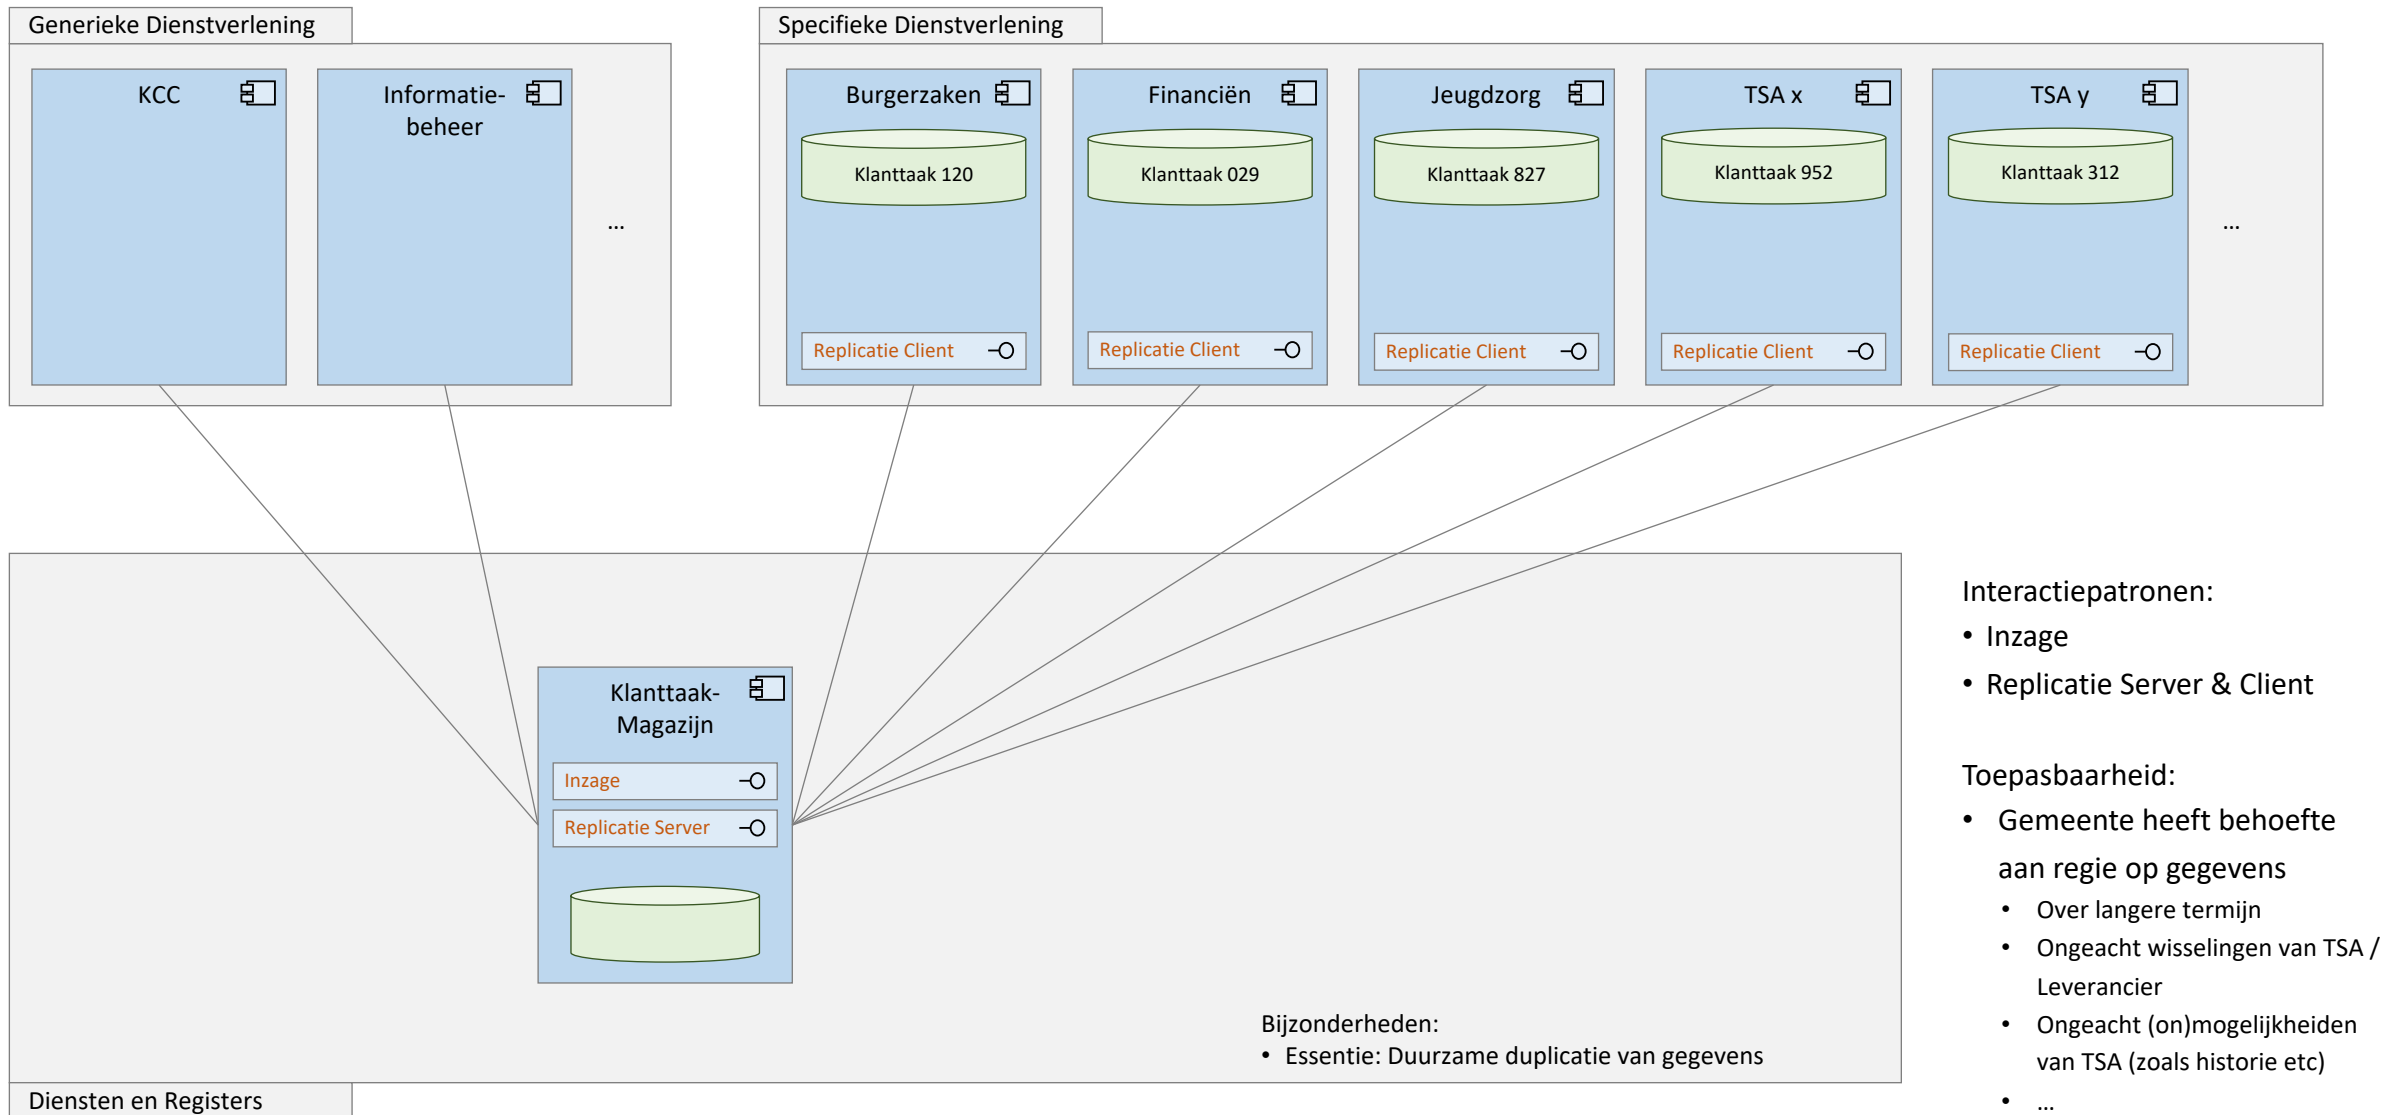 Generieke Dienstverlening
KCC
Informatie-
beheer
...
Specifieke Dienstverlening
Burgerzaken
Klanttaak 120
Replicatie Client
Financiën
Klanttaak 029
Replicatie Client
Jeugdzorg
Klanttaak 827
Replicatie Client
TSA x
Klanttaak 952
Replicatie Client
TSA y
Klanttaak 312
Replicatie Client
...
Klanttaak-
Magazijn
Inzage
Replicatie Server
Bijzonderheden:
• Essentie: Duurzame duplicatie van gegevens
Diensten en Registers
Interactiepatronen:
• Inzage
• Replicatie Server & Client
Toepasbaarheid:
• Gemeente heeft behoefte
aan regie op gegevens
• Over langere termijn
• Ongeacht wisselingen van TSA /
Leverancier
• Ongeacht (on)mogelijkheiden
van TSA (zoals historie etc)
• ...